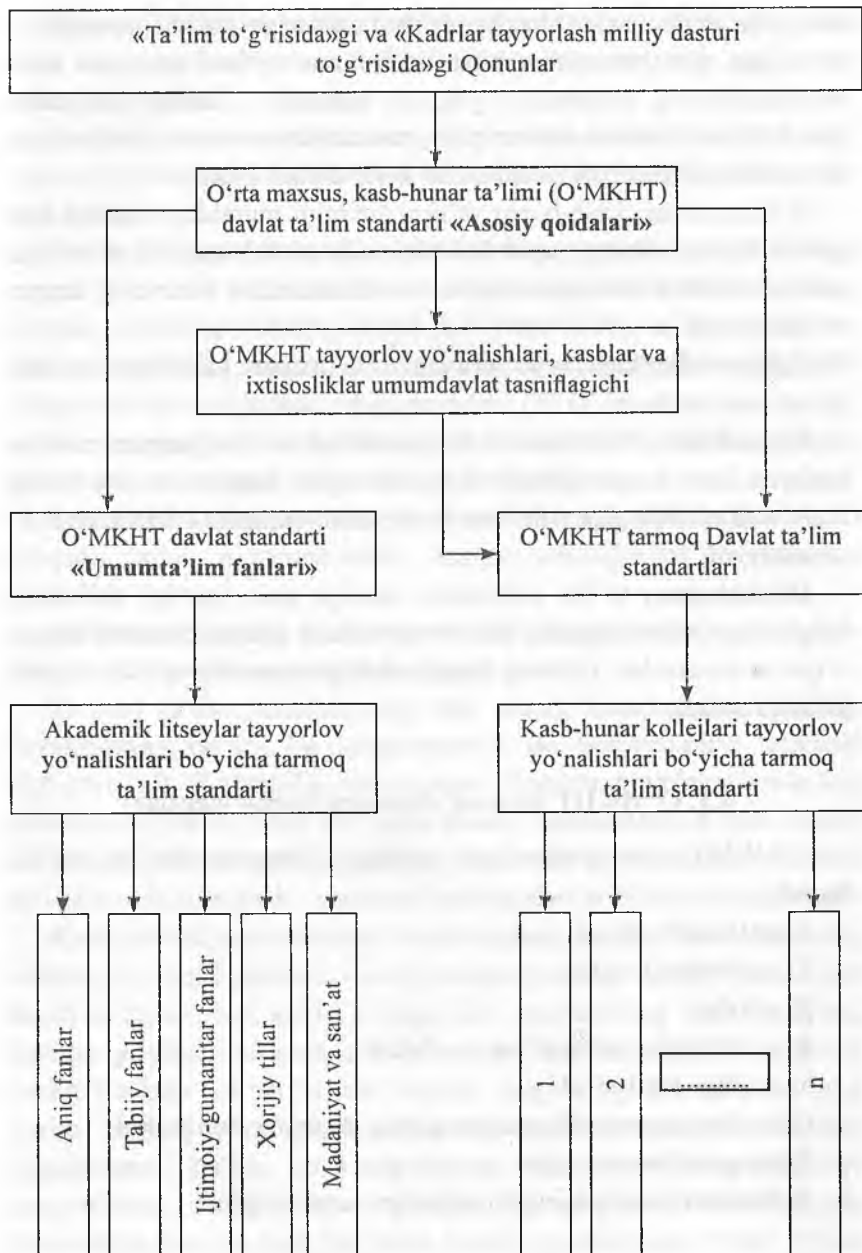 «Ta’lim to‘g‘risida»gi va «Kadrlar tayyorlash milliy dasturi
to‘g‘risida»gi Qonunlar
O‘rta maxsus, kasb-hunar ta’limi (O‘MKHT)
davlat ta’lim standarti «Asosiy qoidalari»
O‘MKHT tayyorlov yo‘nalishlari, kasblar va
ixtisosliklar umumdavlat tasniflagichi
O‘MKHT davlat standarti
«Umumta’lim fanlari»
O‘MKHT tarmoq Davlat ta’lim
standartlari
Akademik litseylar tayyorlov
yo‘nalishlari bo‘yicha tarmoq
ta’lim standarti
Kasb-hunar kollejlari tayyorlov
yo‘nalishlari bo‘yicha tarmoq
ta’lim standarti
Aniq fanlar
Tabiiy fanlar
Ijtimoiy-gumanitar fanlar
Xorijiy tillar
Madaniyat va san’at
1
2
n